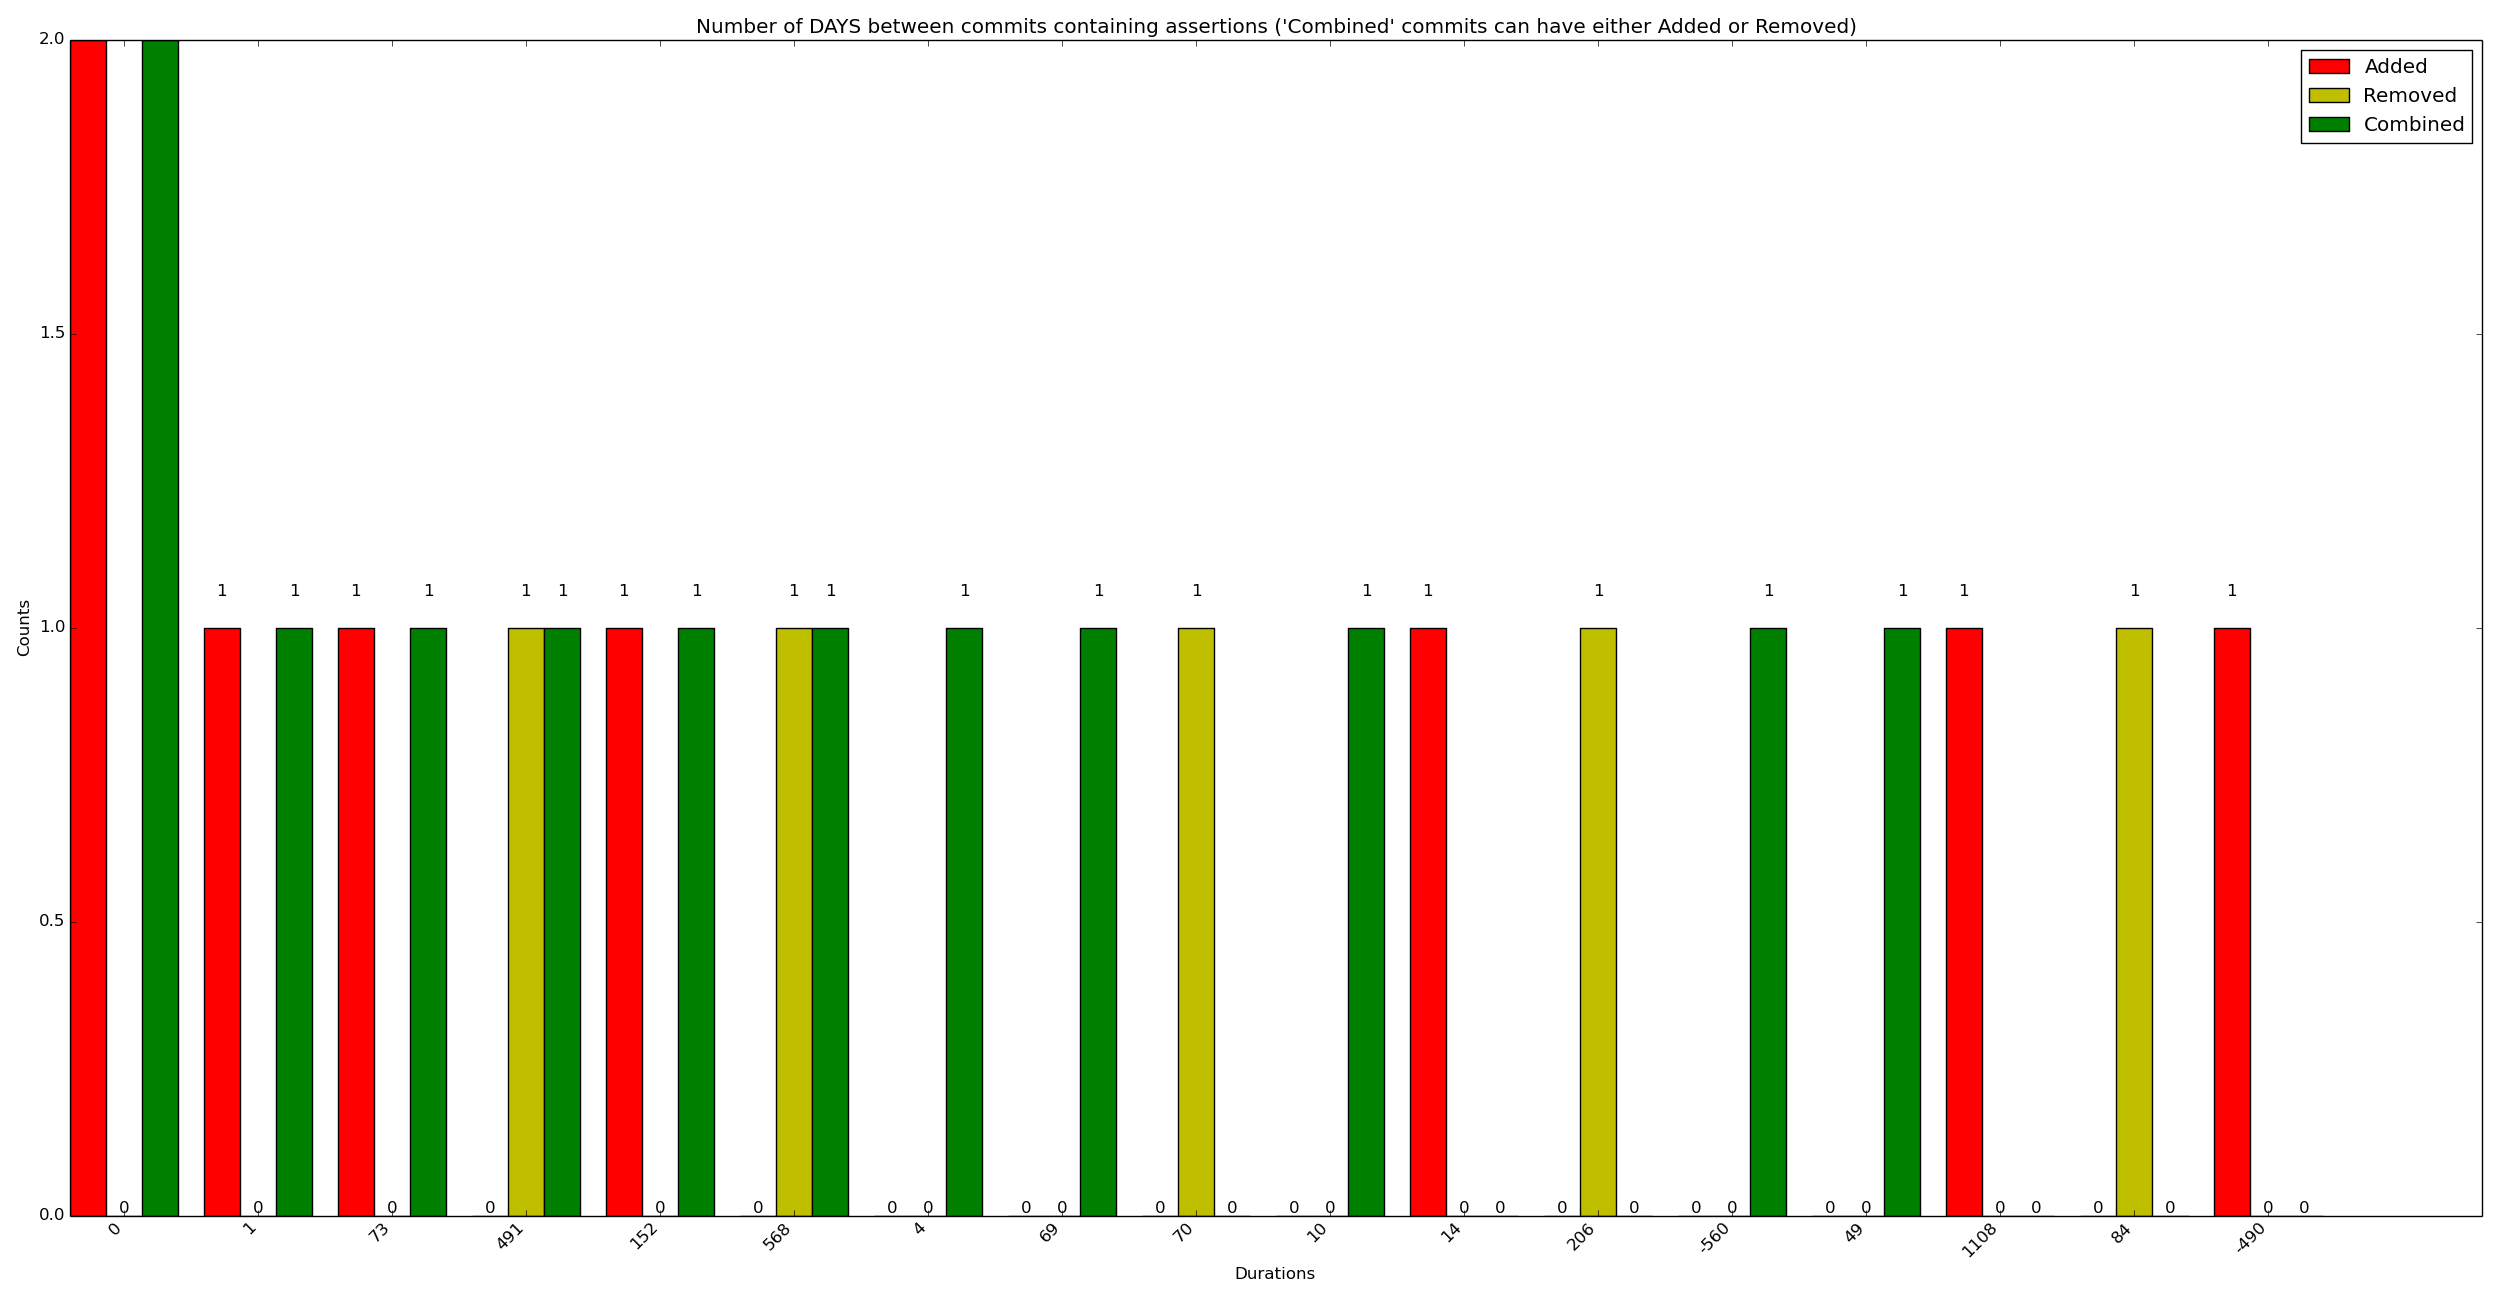 Number of DAYS between commits containing assertions ('Combined' commits can have either Added or Removed)
Added
Removed
Combined
Counts
2.0
1.5
1.0
0.5
0.0
1 1 1 1 1 1 1 1 1 1 1 1 1 1 1 1 1 1 1 1 1
0 0 0 0 0 0 0 0 0 0 0 0 0 0 0 0 0 0 0 0 0 0 0 0 0 0 0 0
0 1 73 491 152 568 4 69 70 10 14 206 -560 49 1108 84 -490
Durations